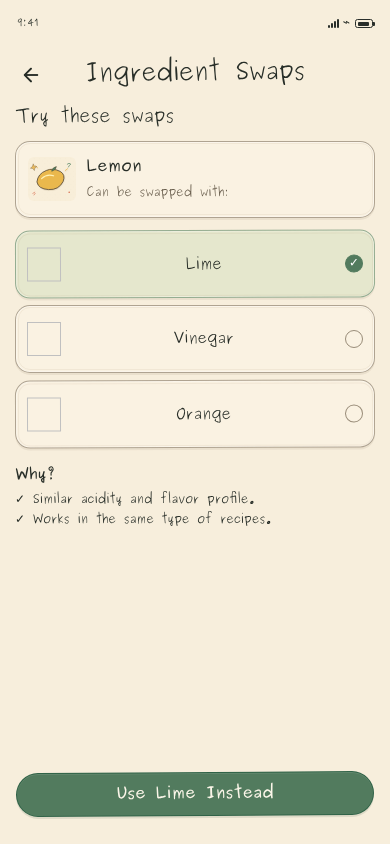 9:41
Ingredient Swaps
Try these swaps
Lemon
?
Can be swapped with:
Lime
Vinegar
Orange
Why?
✓ Similar acidity and flavor profile.
✓ Works in the same type of recipes.
Use Lime Instead